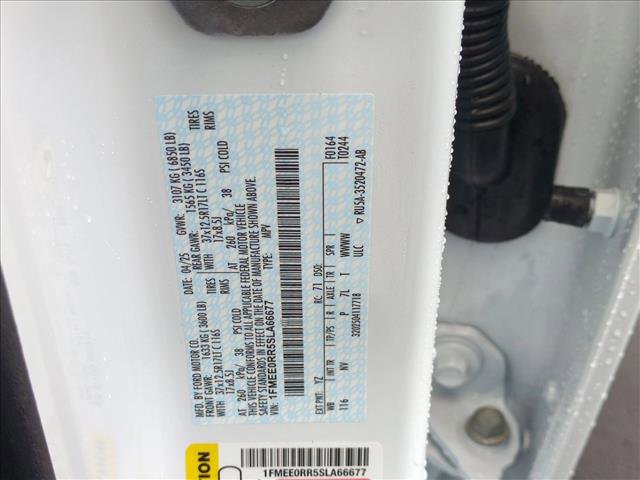 MFD. BY FORD MOTOR CO.
DATE: 04/25 GVWR: 3107 KG ( 6850 LB)
FRONT GAWR: 1633 KG ( 3600 LB) REAR GAWR: 1565 KG ( 3450 LB)
WITH 37x12.5R17LT C 116S TIRES WITH 37x12.5R17LT C 116S TIRES
17x8.5J RIMS 17x8.5J RIMS
AT 260 kPa/ 38 PSI COLD AT 260 kPa/ 38 PSI COLD
THIS VEHICLE CONFORMS TO ALL APPLICABLE FEDERAL MOTOR VEHICLE
SAFETY STANDARDS IN EFFECT ON THE DATE OF MANUFACTURE SHOWN ABOVE.
VIN: 1FMEE0RR5SLA66677 TYPE: MPV
F0164
EXT PNT: YZ RC: 71 DSO: T0244
WB INT TR TP/PS R AXLE TR SPR
116 NV P 7L T WWWW
ULC ▽ RU5A-3520472-AB
3202504117718
1FMEE0RR5SLA66677